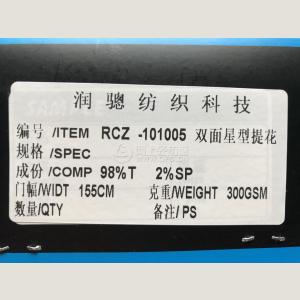 润骢纺织科技
编号/ITEM RCZ -101005 双面星型提花
规格/SPEC
成份/COMP 98%T 2%SP
门幅/WIDT 155CM 克重/WEIGHT 300GSM
数量/QTY 备注/PS